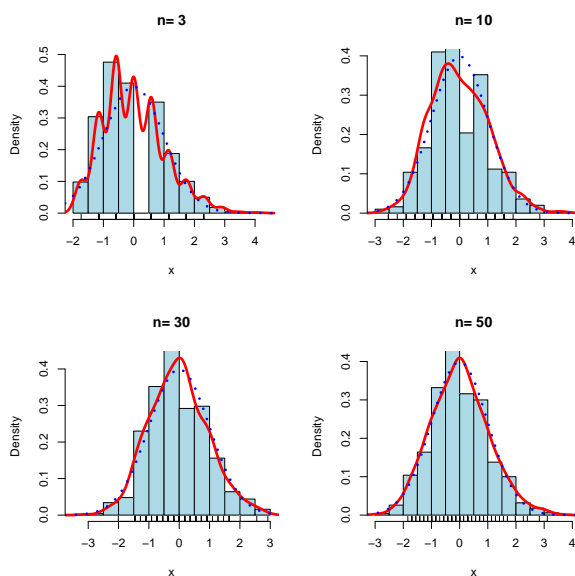 n= 3
Density
0.0 0.1 0.2 0.3 0.4 0.5
−2 −1 0 1 2 3 4
x
n= 10
Density
0.0 0.1 0.2 0.3 0.4
−3 −2 −1 0 1 2 3 4
x
n= 30
Density
0.0 0.1 0.2 0.3 0.4
−3 −2 −1 0 1 2 3
x
n= 50
Density
0.0 0.1 0.2 0.3 0.4
−3 −2 −1 0 1 2 3 4
x